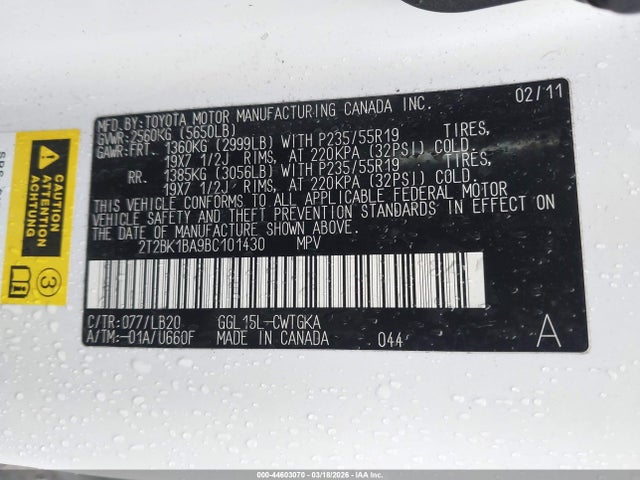 MFD. BY: TOYOTA MOTOR MANUFACTURING CANADA INC. 02/11
GVWR: 2560KG (5650LB)
GAWR: FRT. 1360KG (2999LB) WITH P235/55R19 TIRES,
19X7 1/2J RIMS, AT 220KPA (32PSI) COLD.
RR. 1385KG (3056LB) WITH P235/55R19 TIRES,
19X7 1/2J RIMS, AT 220KPA (32PSI) COLD.
THIS VEHICLE CONFORMS TO ALL APPLICABLE FEDERAL MOTOR
VEHICLE SAFETY AND THEFT PREVENTION STANDARDS IN EFFECT ON
THE DATE OF MANUFACTURE SHOWN ABOVE.
2T2BK1BA9BC101430 MPV
C/TR: 077/LB20 GGL15L-CWTGKA A
A/TM: -01A/U660F MADE IN CANADA 044
CAUTION
ATTENTION
ACHTUNG
3
000-44603070 - 03/18/2026 - IAA Inc.